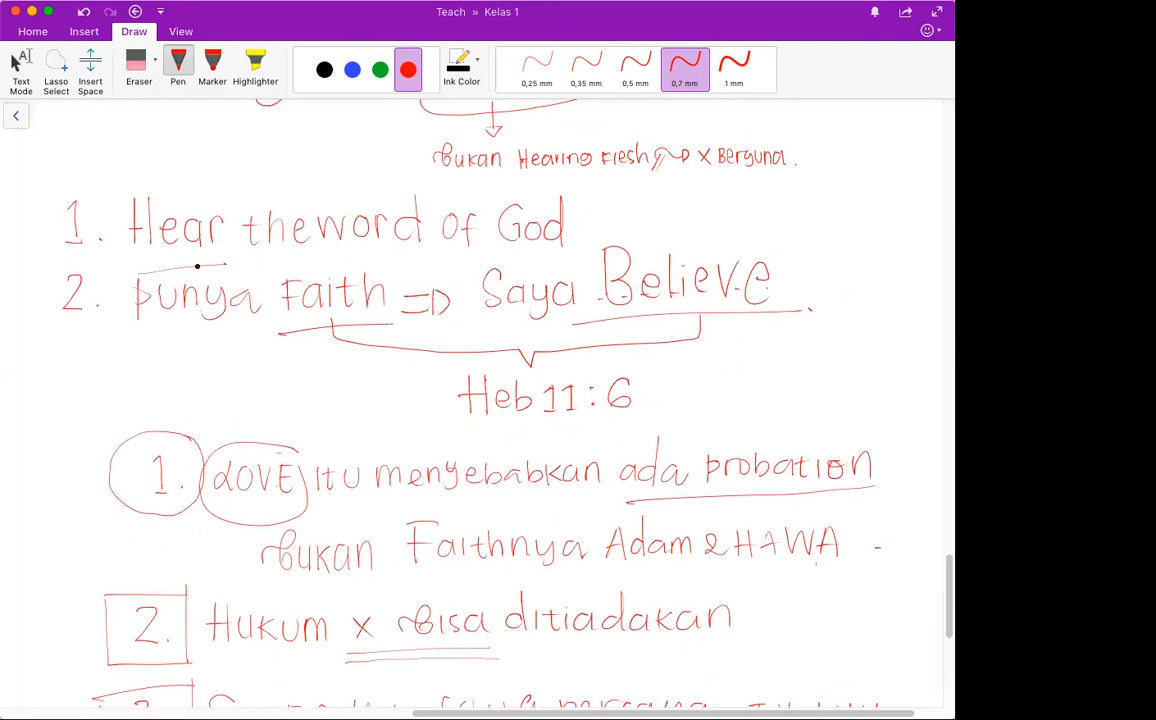 Teach > Kelas 1
Home Insert Draw View
Text Mode Lasso Select Insert Space Eraser Pen Marker Highlighter Ink Color 0,25 mm 0,35 mm 0,5 mm 0,7 mm 1 mm
Bukan Hearing Flesh x Berguna.
1. Hear the word of God
2. Punya Faith => Saya Believe.
Heb 11:6
1. LOVE itu menyebabkan ada probation
Bukan Faithnya Adam & HAWA
2. Hukum x Bisa ditiadakan